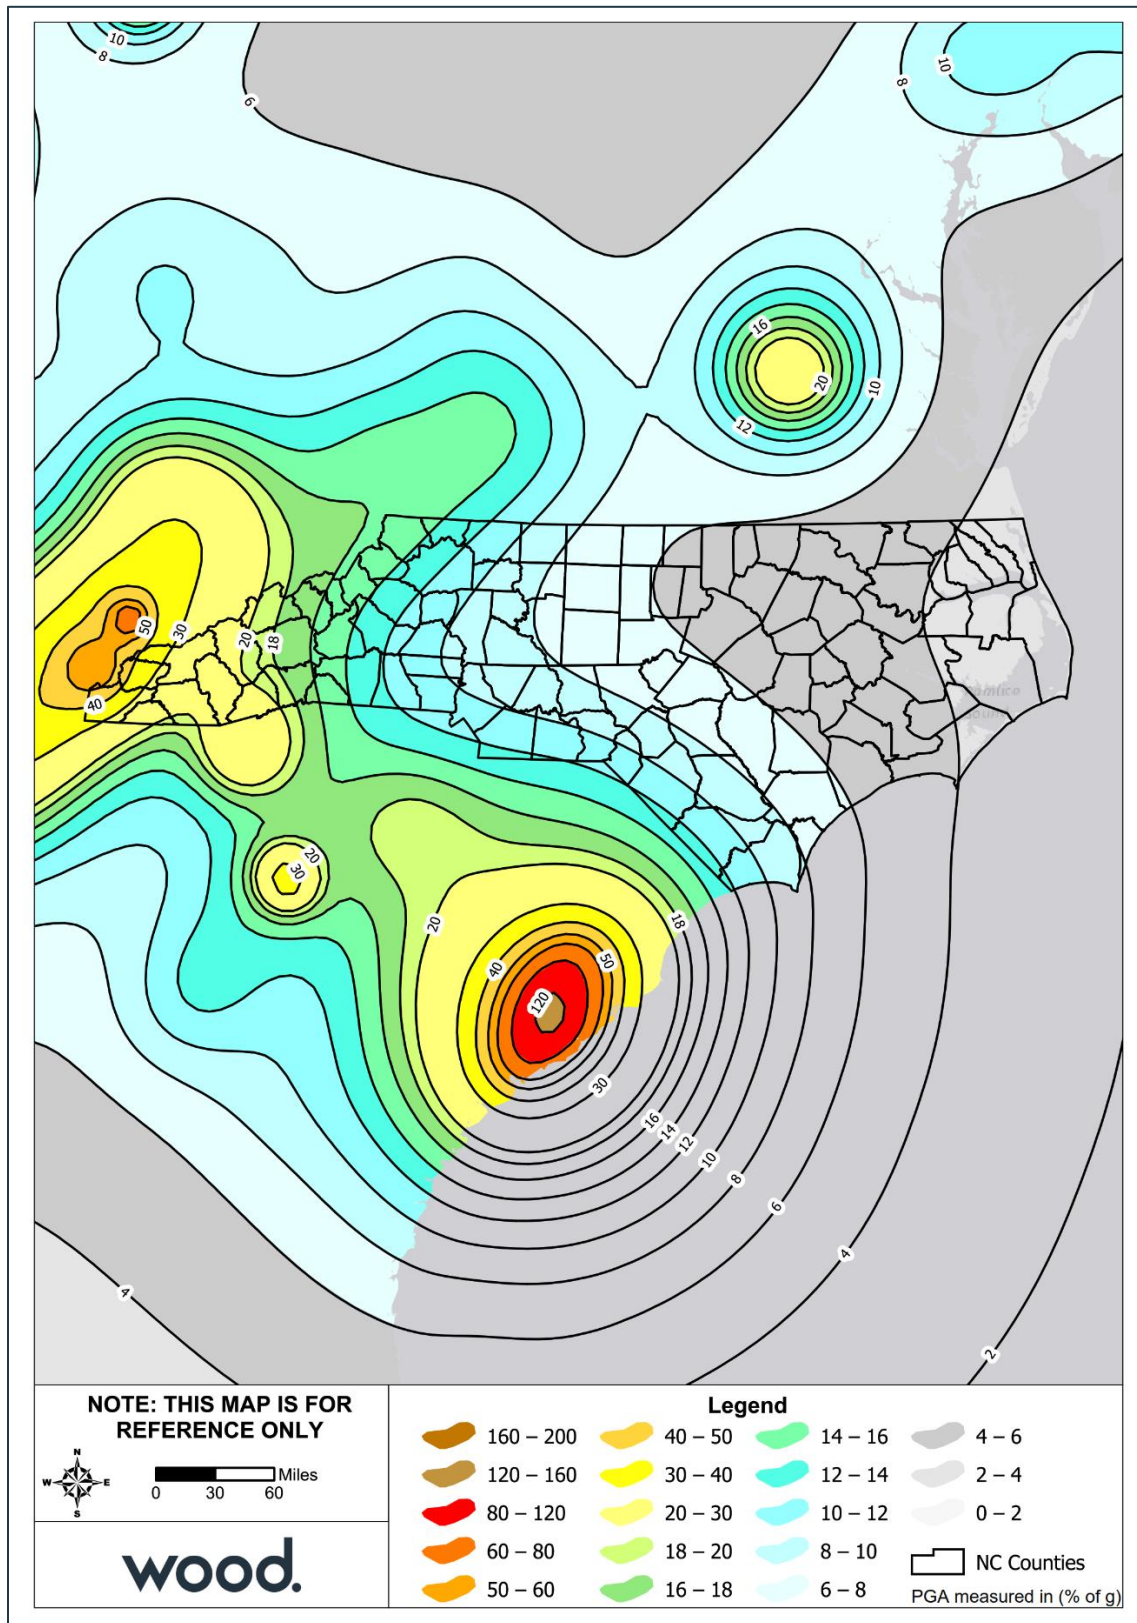 10
8
6
8
10
16
20
10
12
50
30
20
18
40
Pamlico
Sound
20
30
20
18
40
50
120
30
16
14
12
10
8
6
4
4
2
NOTE: THIS MAP IS FOR
REFERENCE ONLY
N
W E
S
Miles
0 30 60
wood.
Legend
160 – 200 40 – 50 14 – 16 4 – 6
120 – 160 30 – 40 12 – 14 2 – 4
80 – 120 20 – 30 10 – 12 0 – 2
60 – 80 18 – 20 8 – 10 NC Counties
50 – 60 16 – 18 6 – 8 PGA measured in (% of g)